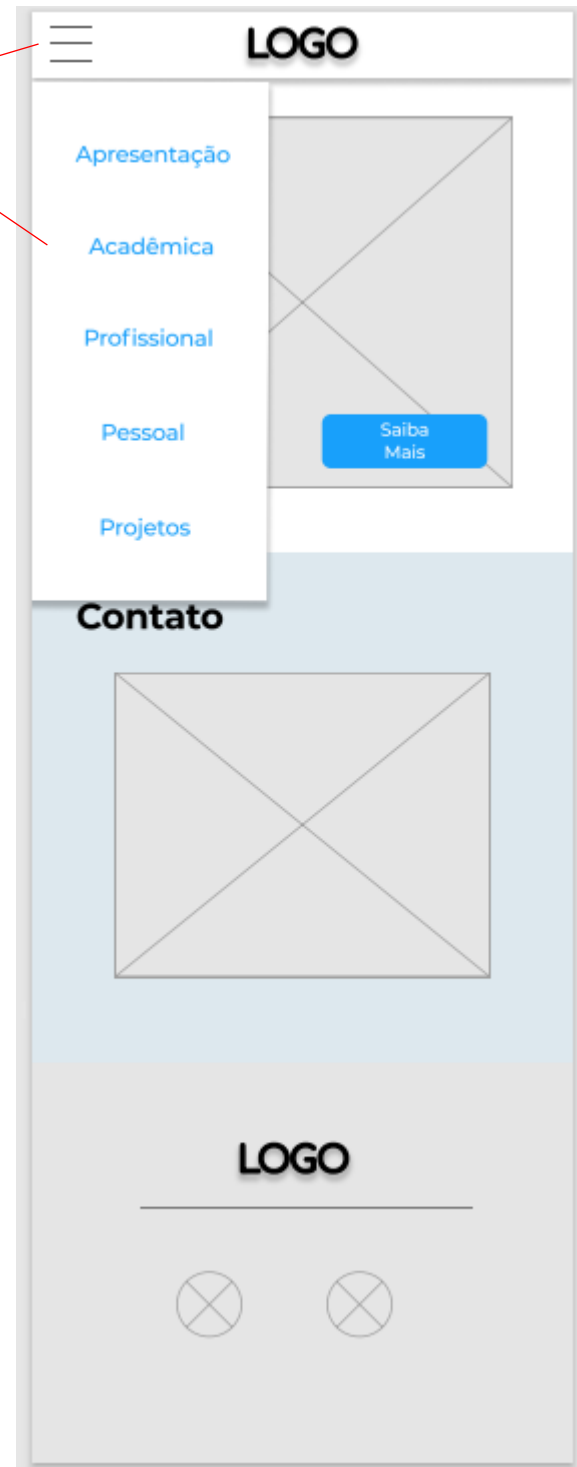 LOGO
Apresentação
Acadêmica
Profissional
Pessoal
Projetos
Saiba
Mais
Contato
LOGO